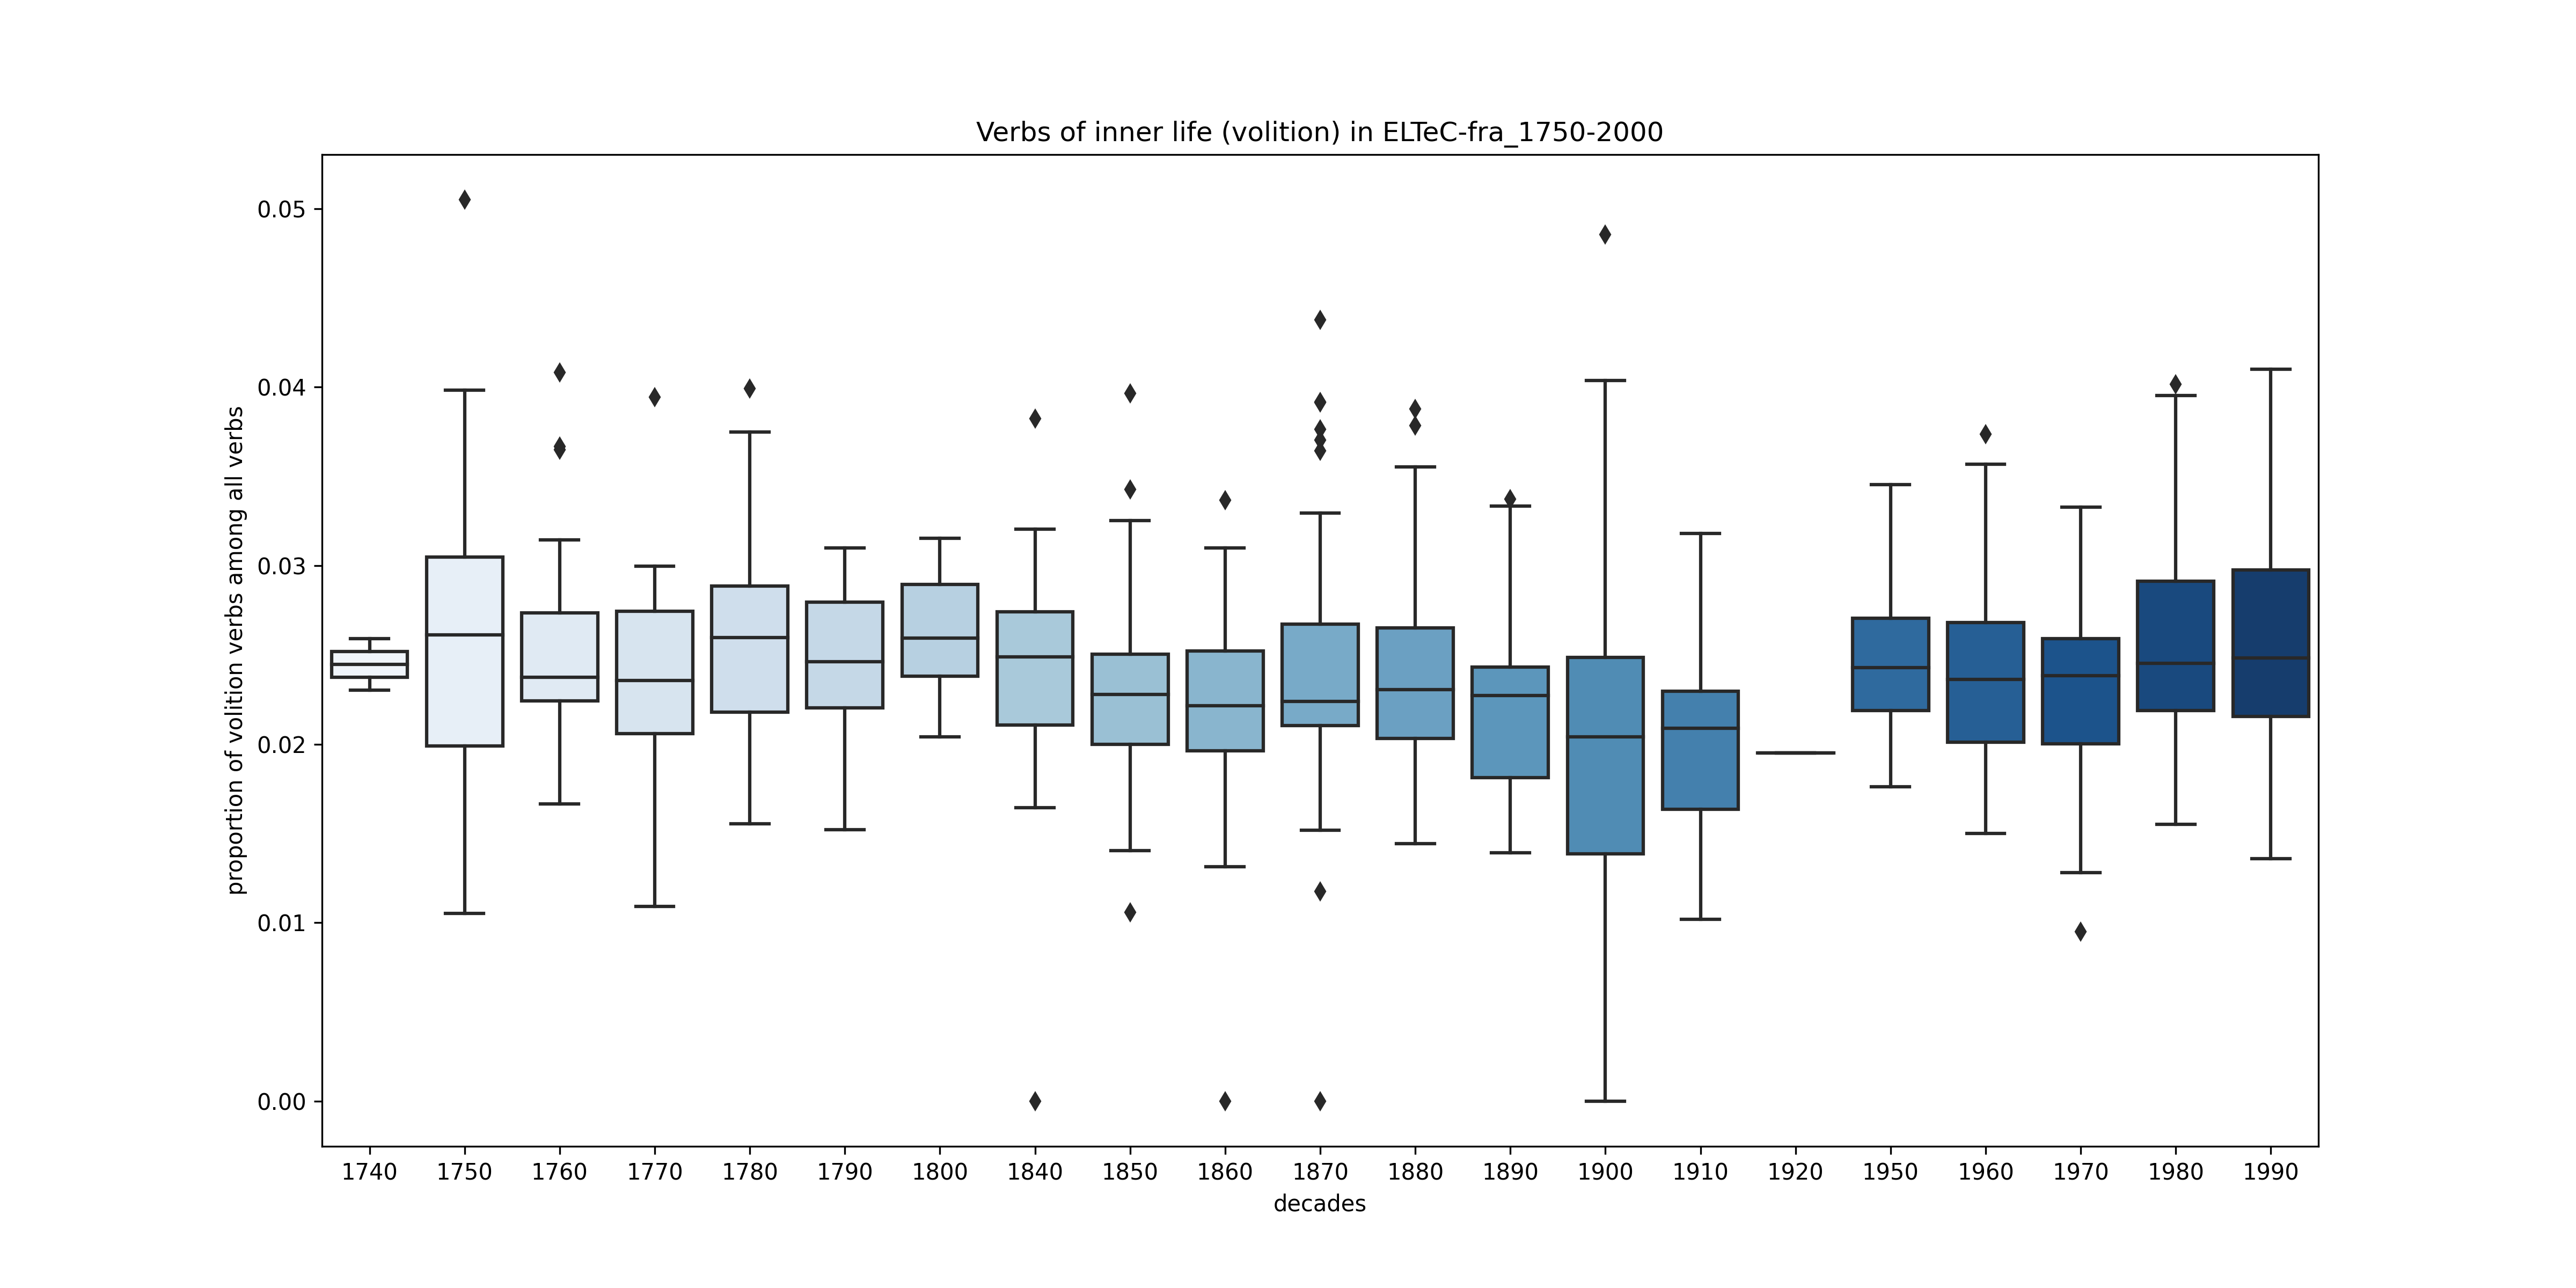 Verbs of inner life (volition) in ELTeC-fra_1750-2000
proportion of volition verbs among all verbs
0.05
0.04
0.03
0.02
0.01
0.00
1740 1750 1760 1770 1780 1790 1800 1840 1850 1860 1870 1880 1890 1900 1910 1920 1950 1960 1970 1980 1990
decades